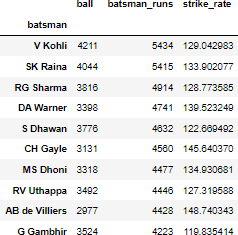 ball batsman_runs strike_rate
batsman
V Kohli 4211 5434 129.042983
SK Raina 4044 5415 133.902077
RG Sharma 3816 4914 128.773585
DA Warner 3398 4741 139.523249
S Dhawan 3776 4632 122.669492
CH Gayle 3131 4560 145.640370
MS Dhoni 3318 4477 134.930681
RV Uthappa 3492 4446 127.319588
AB de Villiers 2977 4428 148.740343
G Gambhir 3524 4223 119.835414